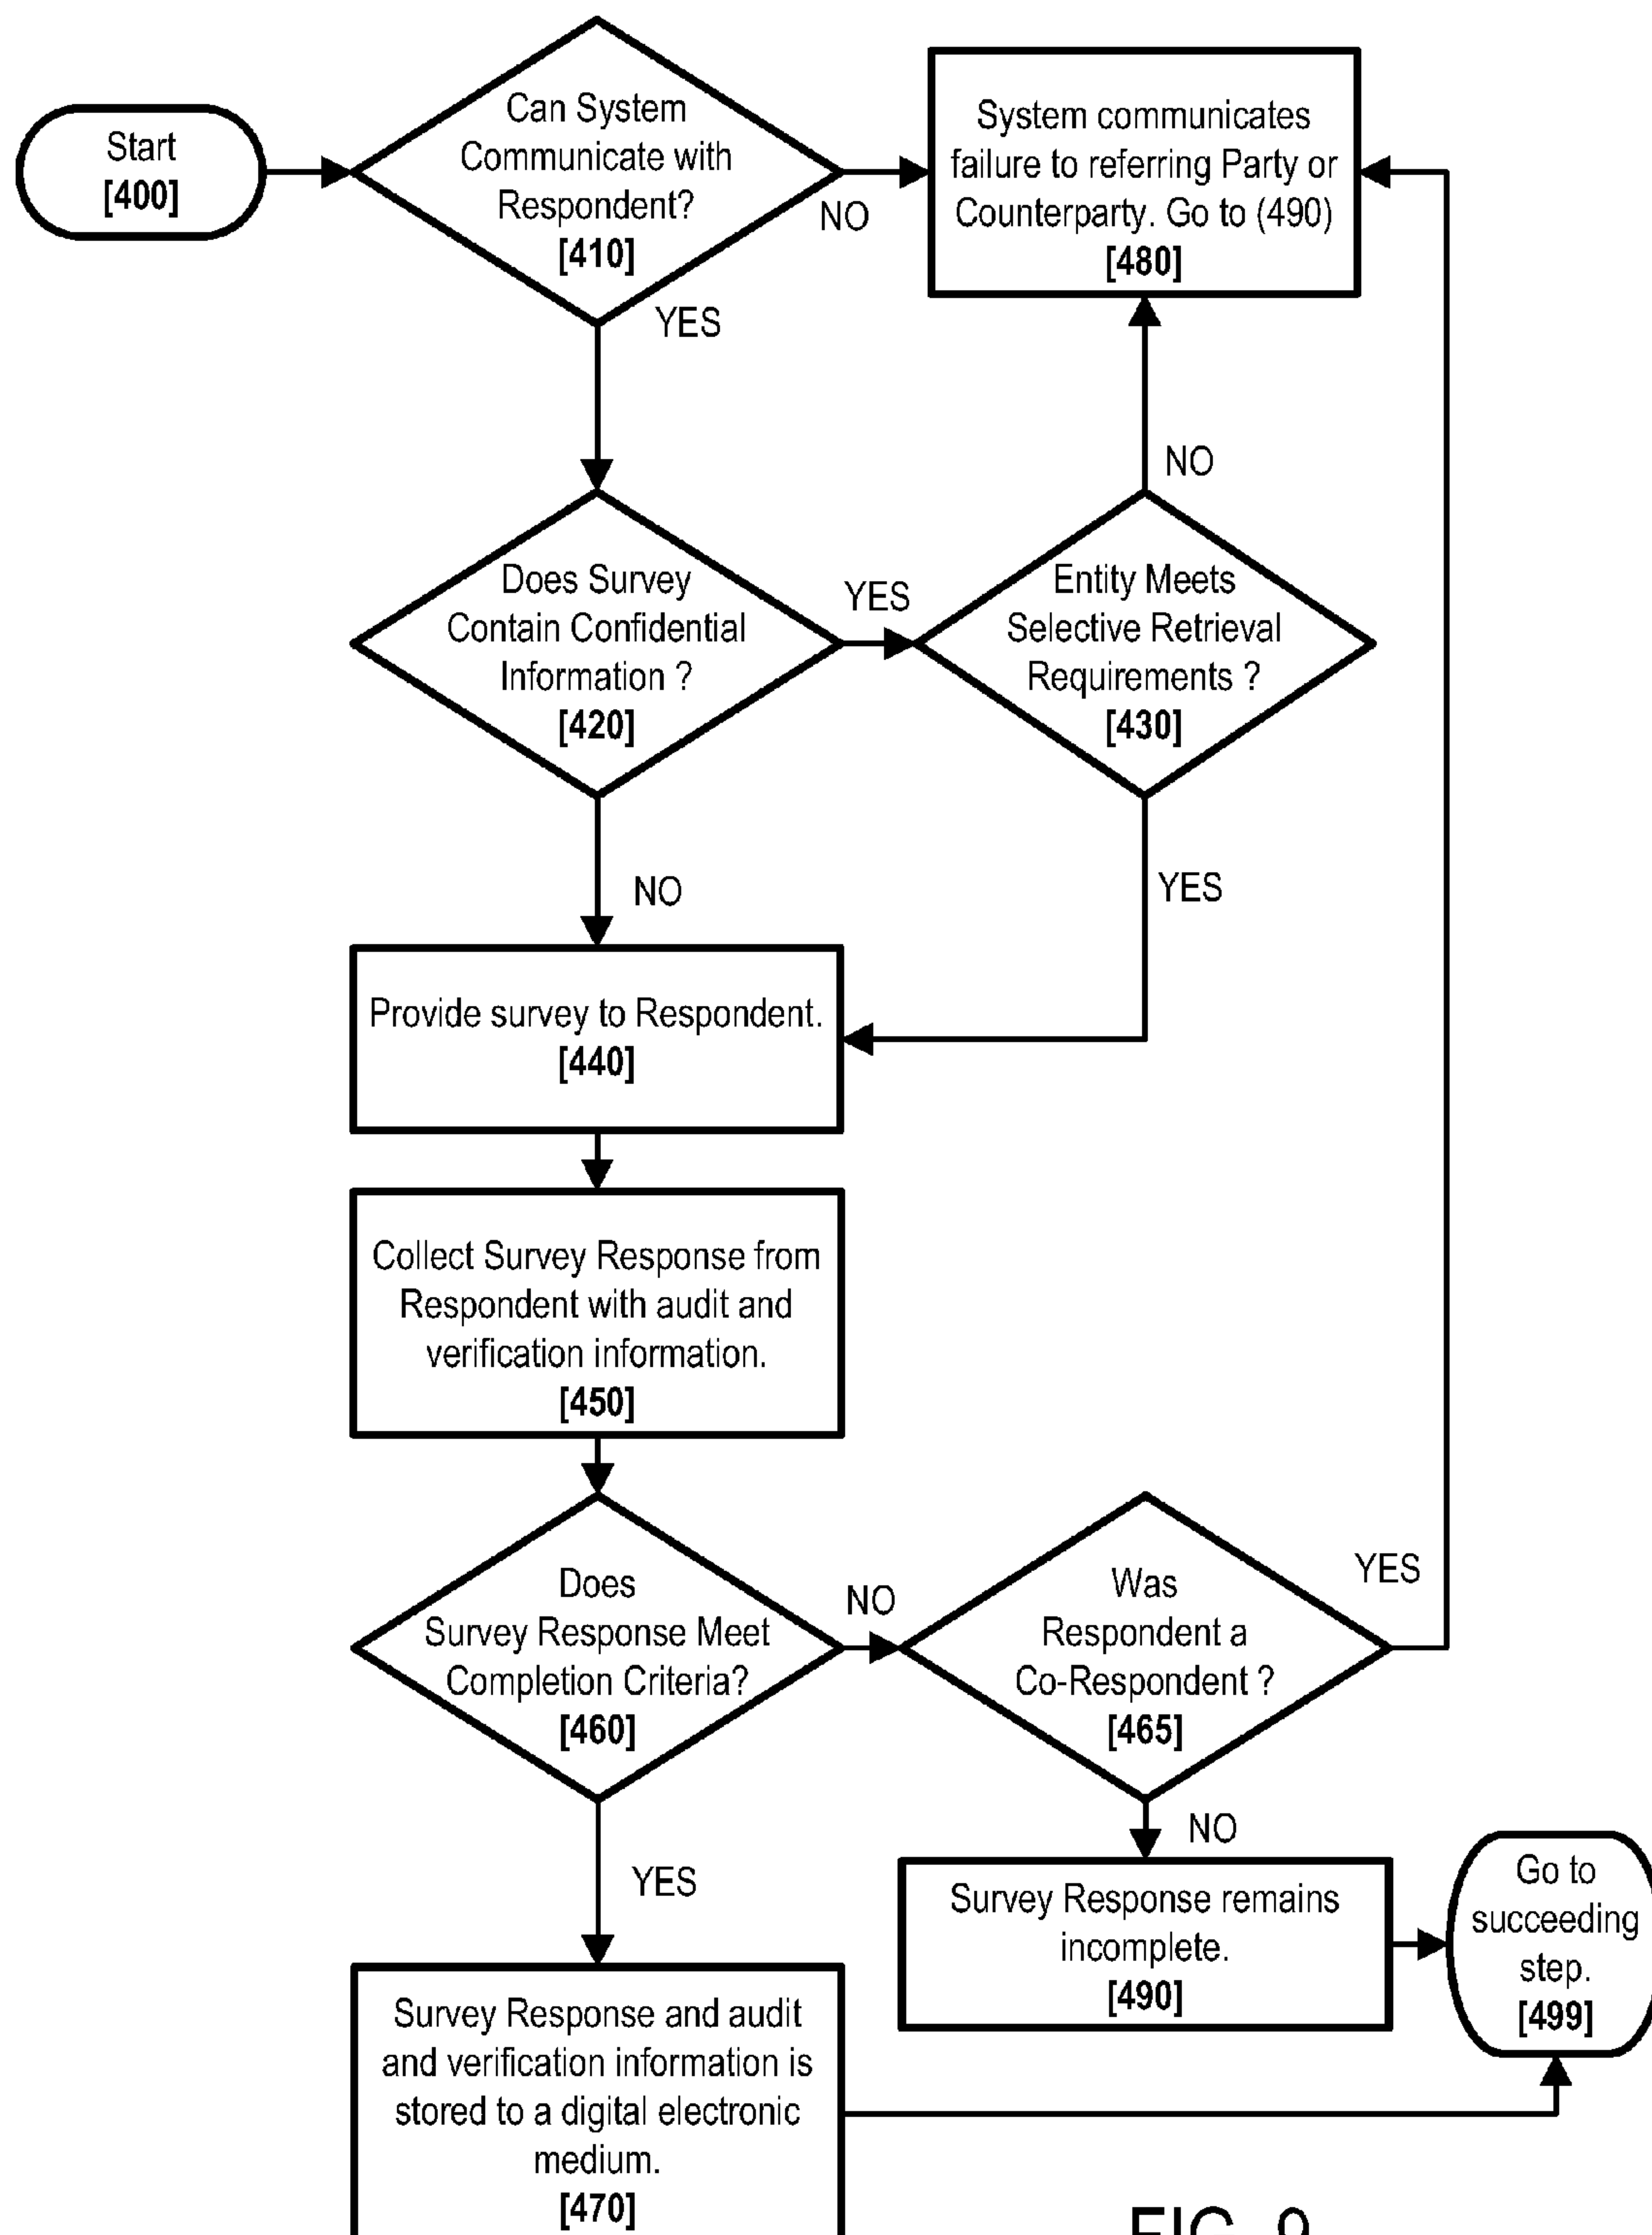 Start
[400]
Can System
Communicate with
Respondent?
[410]
NO
YES
System communicates
failure to referring Party or
Counterparty. Go to (490)
[480]
NO
Does Survey
Contain Confidential
Information ?
[420]
YES
Entity Meets
Selective Retrieval
Requirements ?
[430]
NO
YES
Provide survey to Respondent.
[440]
Collect Survey Response from
Respondent with audit and
verification information.
[450]
Does
Survey Response Meet
Completion Criteria?
[460]
NO
Was
Respondent a
Co-Respondent ?
[465]
YES
NO
YES
Survey Response remains
incomplete.
[490]
Go to
succeeding
step.
[499]
Survey Response and audit
and verification information is
stored to a digital electronic
medium.
[470]
FIG. 9